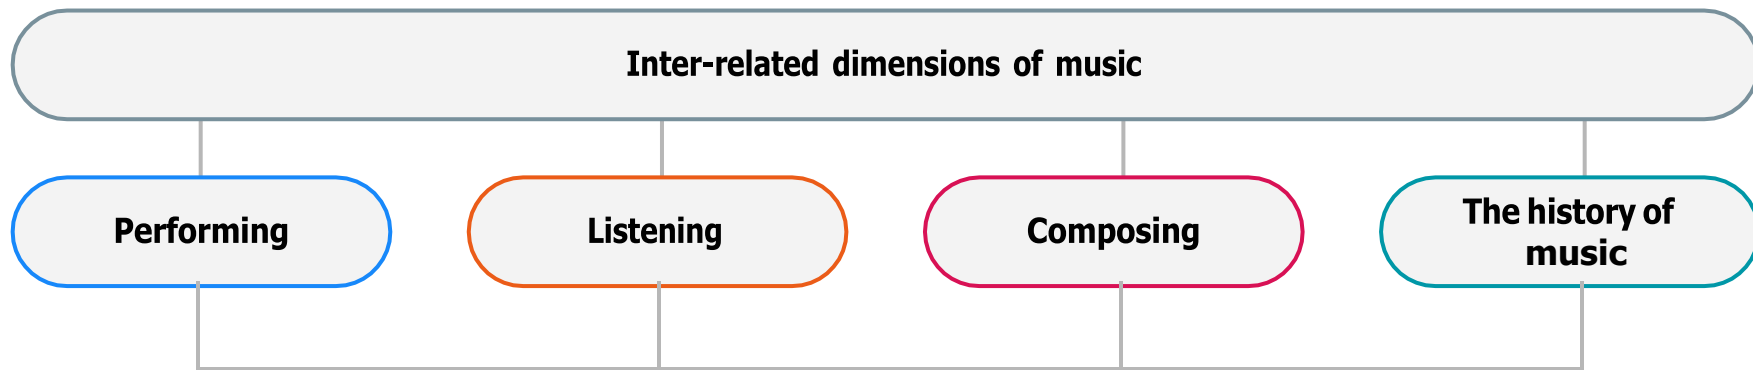 Inter-related dimensions of music
Performing
Listening
Composing
The history of
music